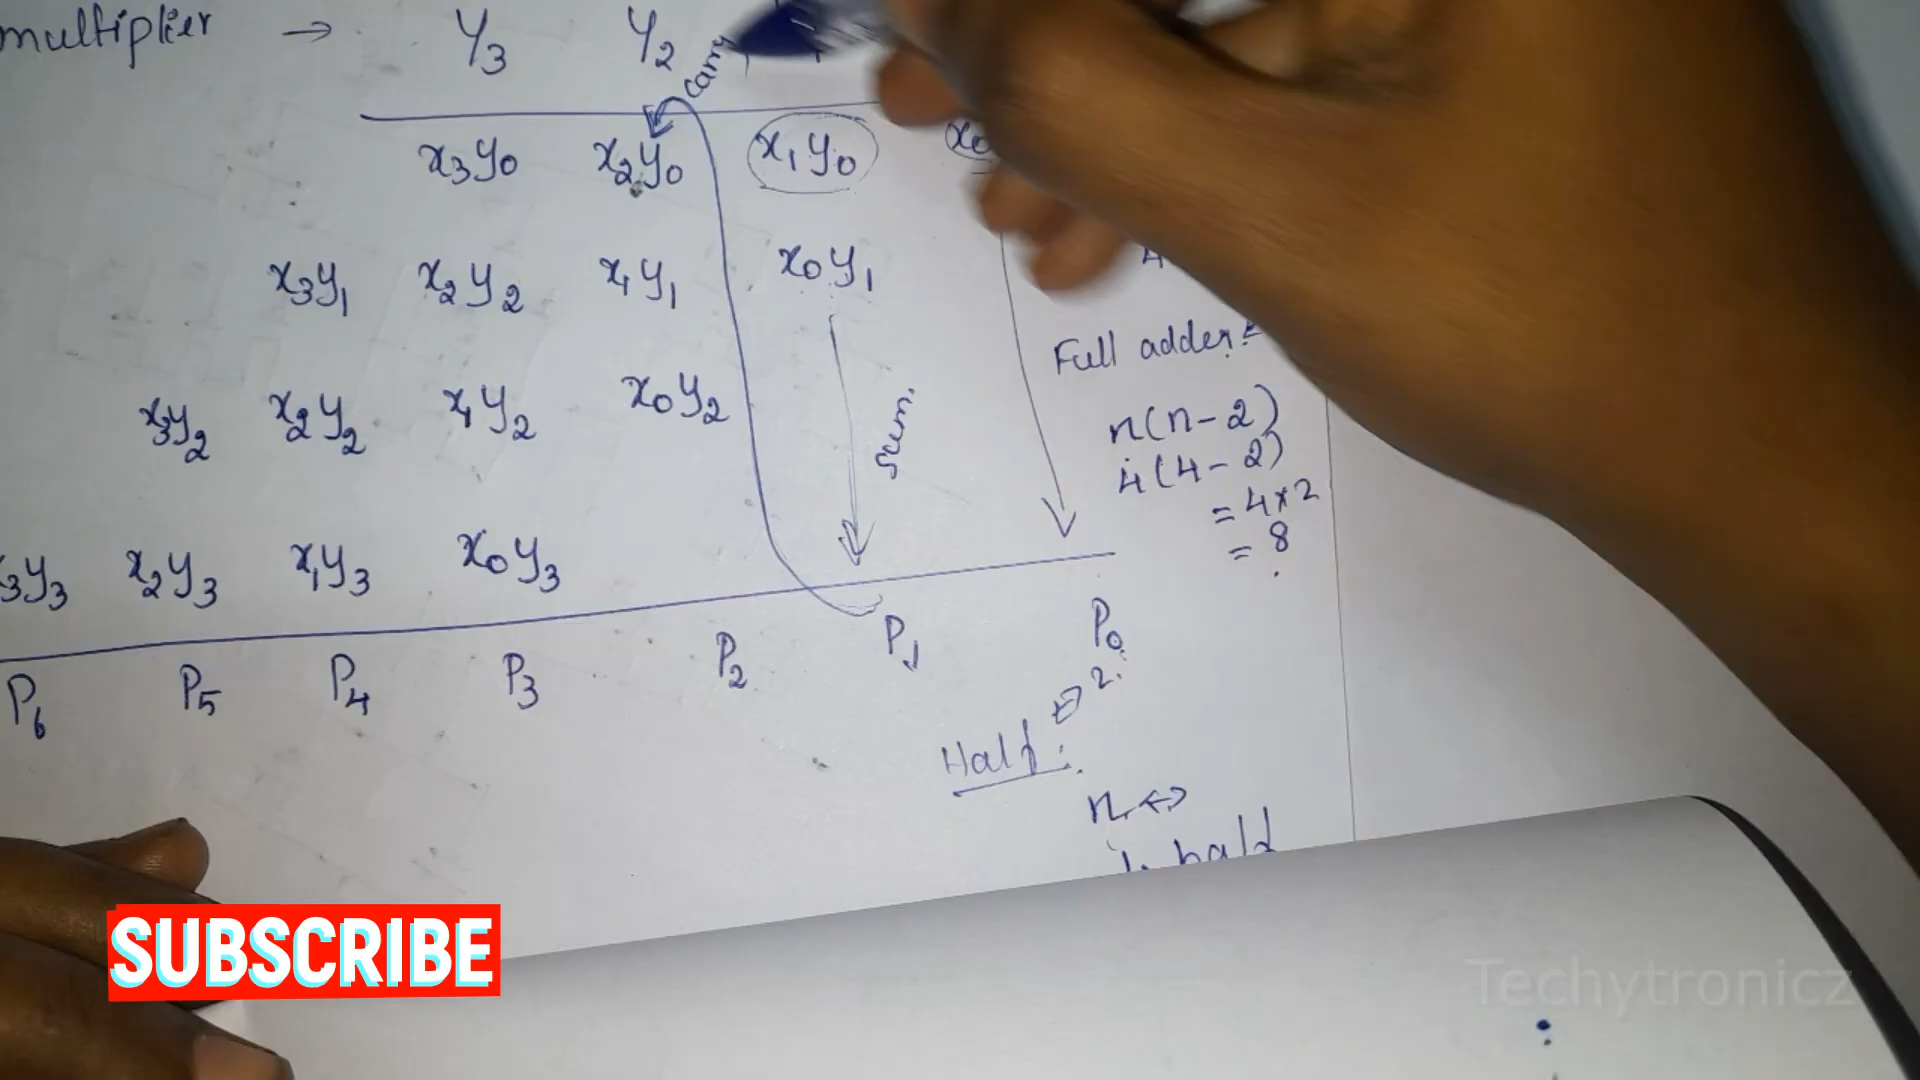 multiplier → y3 y2
carry
x3y0 x2y0 x1y0 x0
x3y1 x2y2 x1y1 x0y1
Full adder
x3y2 x2y2 x1y2 x0y2
sum.
n(n-2)
4(4-2)
= 4×2
= 8
3y3 x2y3 x1y3 x0y3
P6 P5 P4 P3 P2 P1 P0
2.
Half:
n ↔
half
SUBSCRIBE
Techytronicz